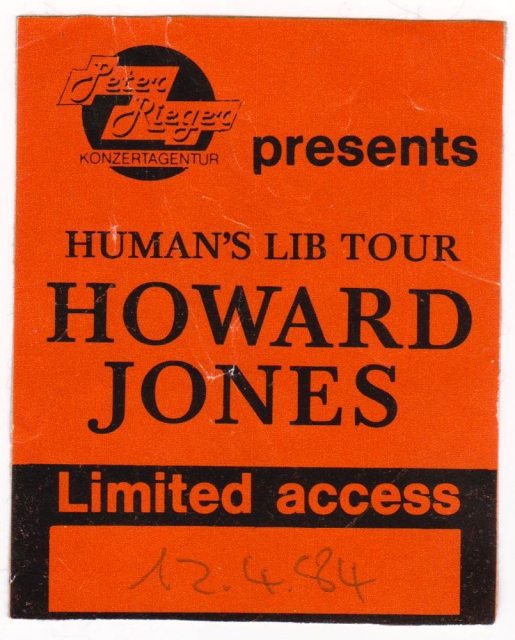 Peter
Rieger
KONZERTAGENTUR
presents
HUMAN'S LIB TOUR
HOWARD
JONES
Limited access
12.4.84